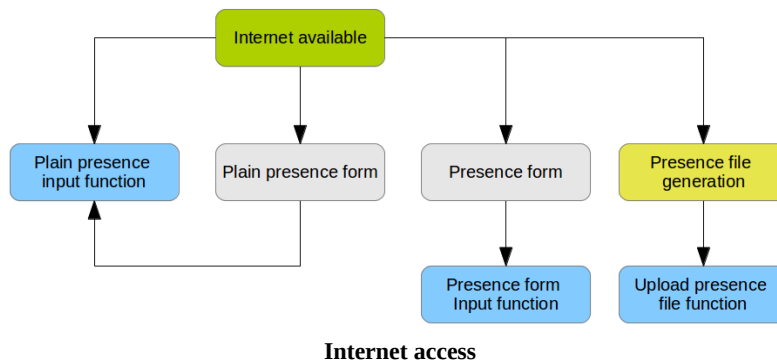 Internet available
Plain presence
input function
Plain presence form
Presence form
Presence file
generation
Presence form
Input function
Upload presence
file function
Internet access